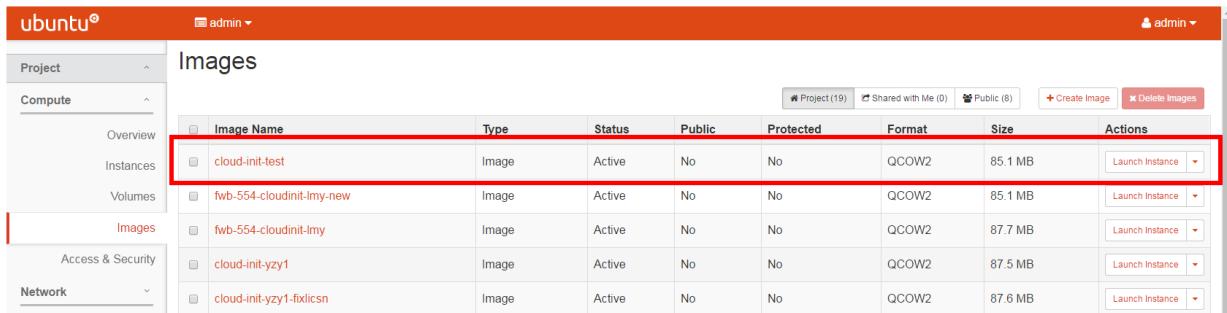 ubuntu® admin admin
Project
Images
Project (19) Shared with Me (0) Public (8) + Create Image × Delete Images
Compute
Overview
Instances
Volumes
Images
Access & Security
Network
Image Name Type Status Public Protected Format Size Actions
cloud-init-test Image Active No No QCOW2 85.1 MB Launch Instance
fwb-554-cloudinit-lmy-new Image Active No No QCOW2 85.1 MB Launch Instance
fwb-554-cloudinit-lmy Image Active No No QCOW2 87.7 MB Launch Instance
cloud-init-yzy1 Image Active No No QCOW2 87.5 MB Launch Instance
cloud-init-yzy1-fixlicsn Image Active No No QCOW2 87.6 MB Launch Instance